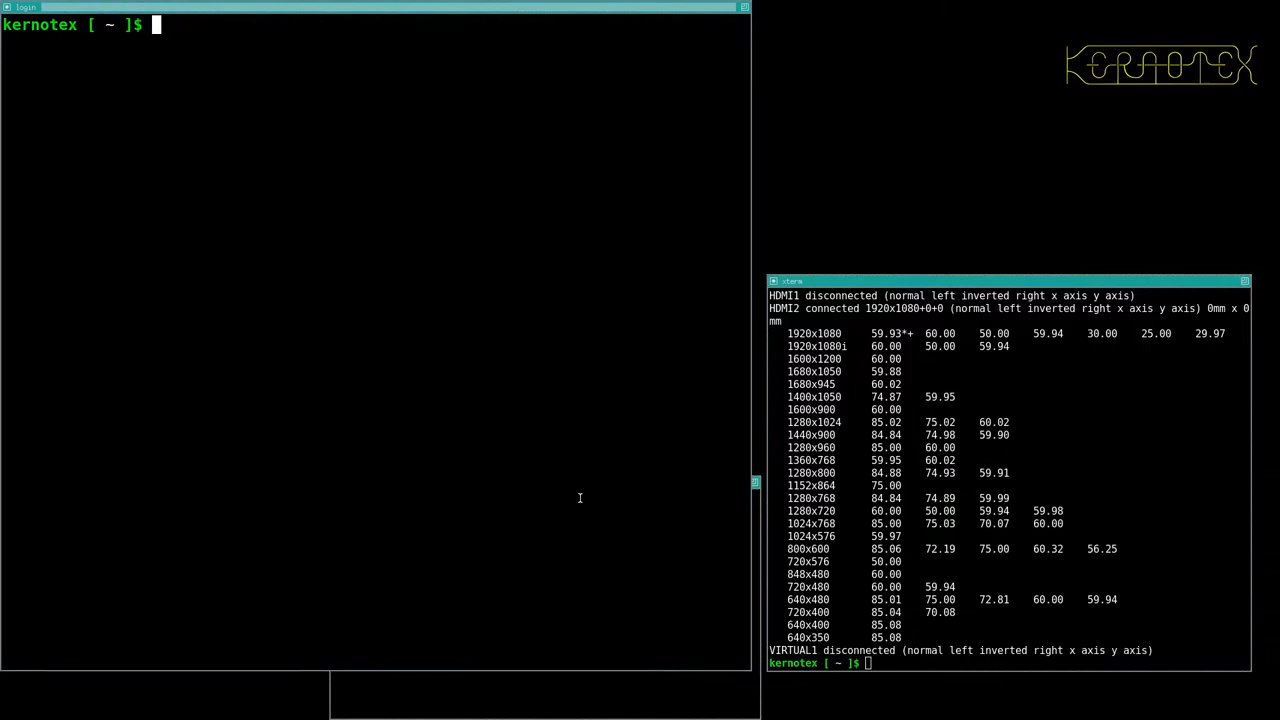 login
kernotex [ ~ ]$
KERNOTEX
xterm
HDMI1 disconnected (normal left inverted right x axis y axis)
HDMI2 connected 1920x1080+0+0 (normal left inverted right x axis y axis) 0mm x 0
mm
1920x1080 59.93*+ 60.00 50.00 59.94 30.00 25.00 29.97
1920x1080i 60.00 50.00 59.94
1600x1200 60.00
1680x1050 59.88
1680x945 60.02
1400x1050 74.87 59.95
1600x900 60.00
1280x1024 85.02 75.02 60.02
1440x900 84.84 74.98 59.90
1280x960 85.00 60.00
1360x768 59.95 60.02
1280x800 84.88 74.93 59.91
1152x864 75.00
1280x768 84.84 74.89 59.99
1280x720 60.00 50.00 59.94 59.98
1024x768 85.00 75.03 70.07 60.00
1024x576 59.97
800x600 85.06 72.19 75.00 60.32 56.25
720x576 50.00
848x480 60.00
720x480 60.00 59.94
640x480 85.01 75.00 72.81 60.00 59.94
720x400 85.04 70.08
640x400 85.08
640x350 85.08
VIRTUAL1 disconnected (normal left inverted right x axis y axis)
kernotex [ ~ ]$